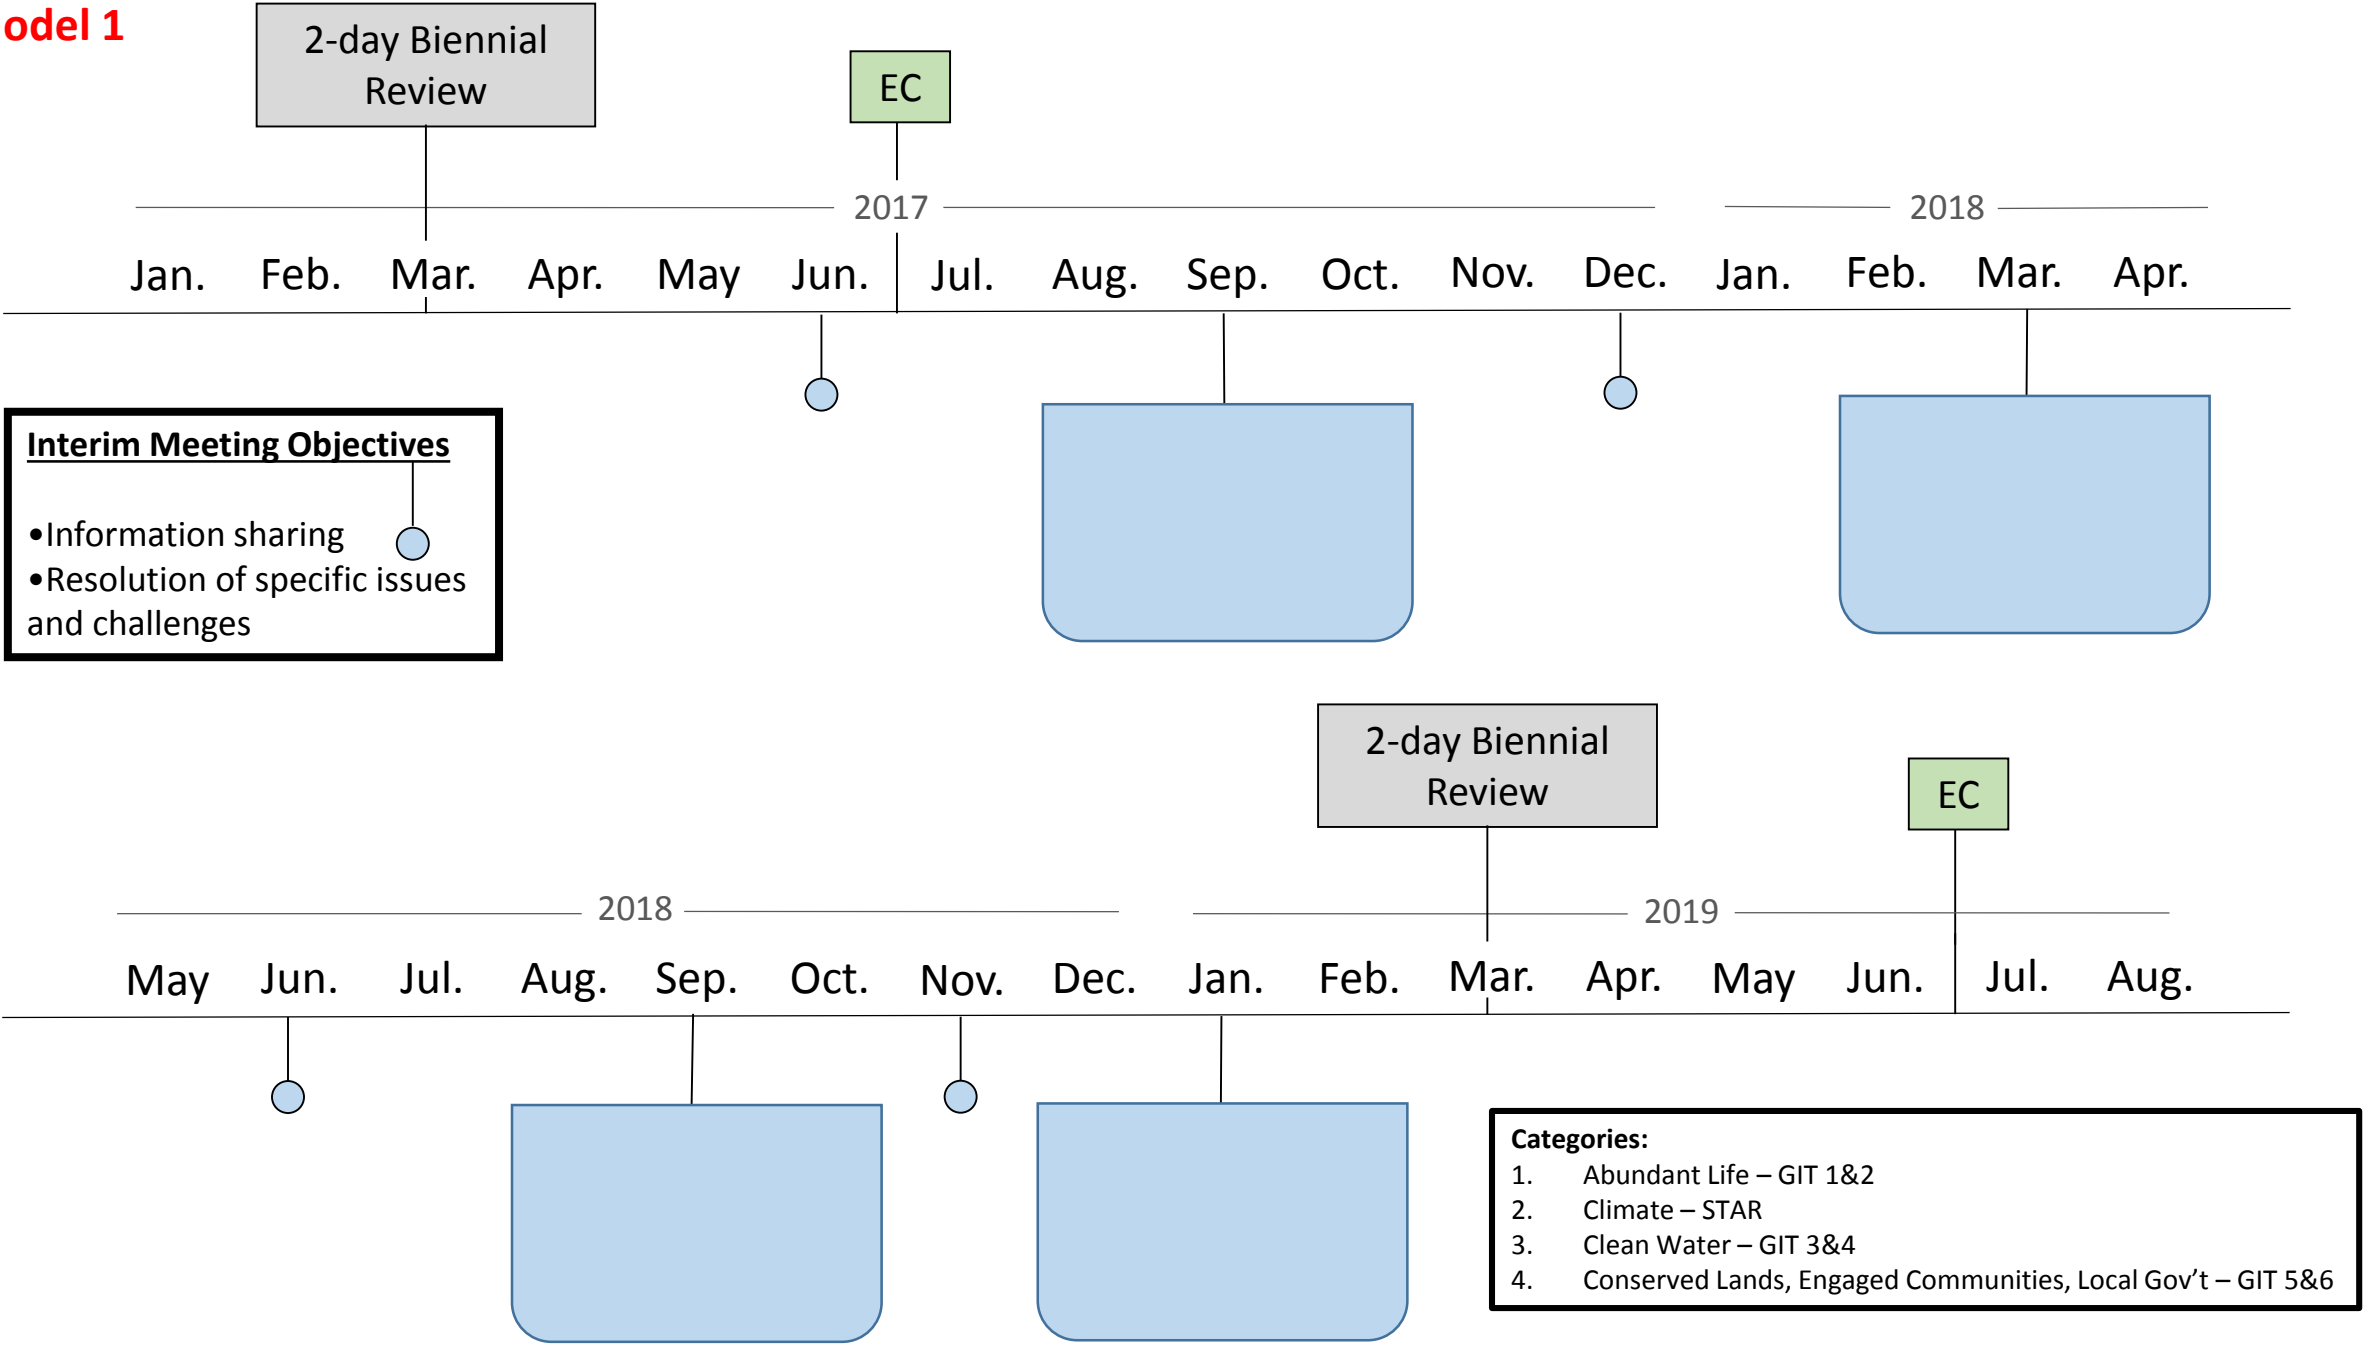 odel 1
2-day Biennial
Review
EC
2017
2018
Jan. Feb. Mar. Apr. May Jun. Jul. Aug. Sep. Oct. Nov. Dec. Jan. Feb. Mar. Apr.
Interim Meeting Objectives
•Information sharing
•Resolution of specific issues
and challenges
2-day Biennial
Review
EC
2018
2019
May Jun. Jul. Aug. Sep. Oct. Nov. Dec. Jan. Feb. Mar. Apr. May Jun. Jul. Aug.
Categories:
1. Abundant Life – GIT 1&2
2. Climate – STAR
3. Clean Water – GIT 3&4
4. Conserved Lands, Engaged Communities, Local Gov’t – GIT 5&6